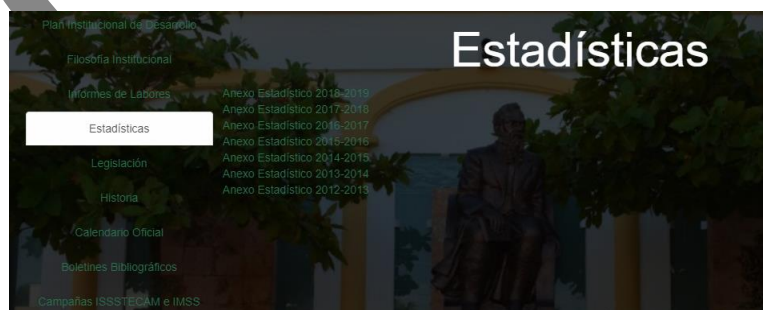 Plan Institucional de Desarrollo
Filosofía Institucional
Informes de Labores
Estadísticas
Legislación
Historia
Calendario Oficial
Boletines Bibliográficos
Campañas ISSSTECAM e IMSS
Estadísticas
Anexo Estadístico 2018-2019
Anexo Estadístico 2017-2018
Anexo Estadístico 2016-2017
Anexo Estadístico 2015-2016
Anexo Estadístico 2014-2015
Anexo Estadístico 2013-2014
Anexo Estadístico 2012-2013